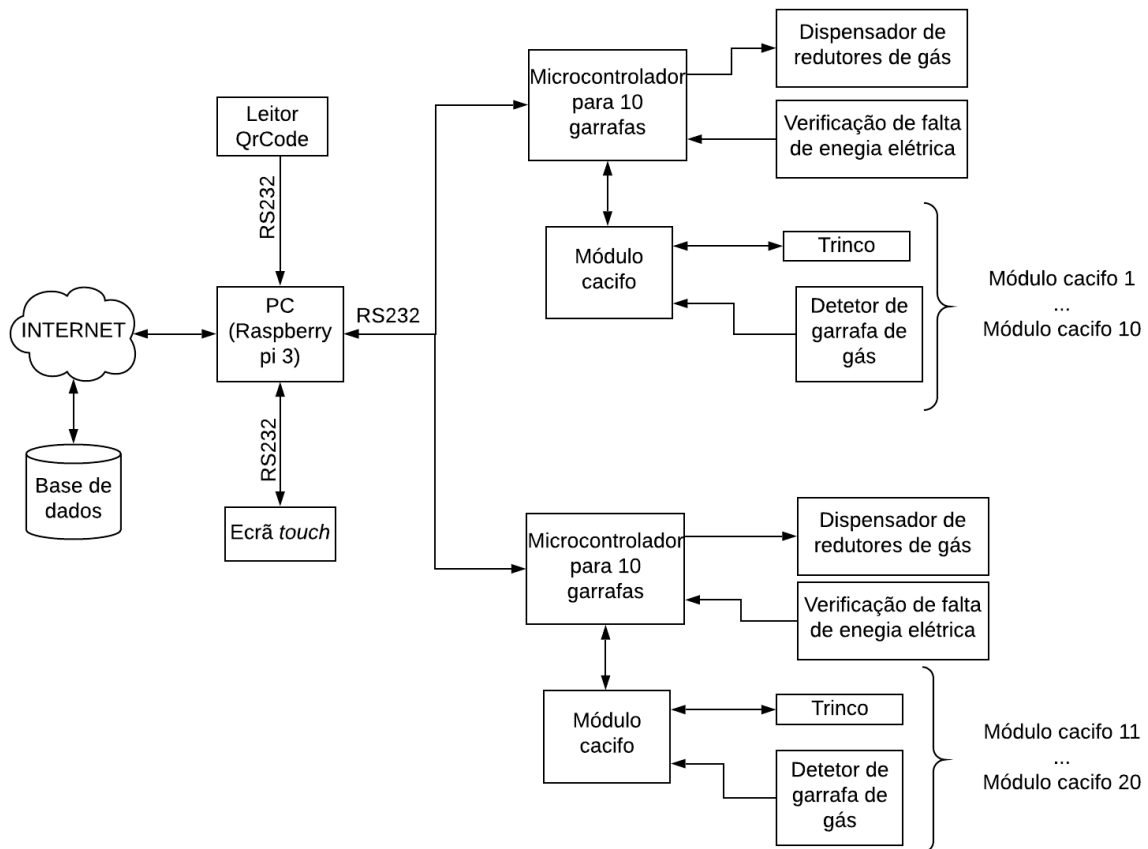 Dispensador de
redutores de gás
Microcontrolador
para 10
garrafas
Verificação de falta
de enegia elétrica
Leitor
QrCode
RS232
Módulo
cacifo
Trinco
Detetor de
garrafa de
gás
Módulo cacifo 1
...
Módulo cacifo 10
INTERNET
PC
(Raspberry
pi 3)
RS232
RS232
Base de
dados
Ecrã touch
Microcontrolador
para 10
garrafas
Dispensador de
redutores de gás
Verificação de falta
de enegia elétrica
Módulo
cacifo
Trinco
Detetor de
garrafa de
gás
Módulo cacifo 11
...
Módulo cacifo 20